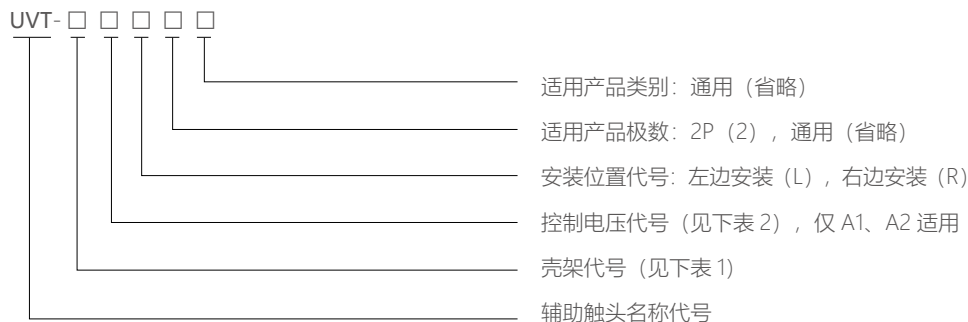 UVT-□ □ □ □ □
适用产品类别：通用（省略）
适用产品极数：2P（2），通用（省略）
安装位置代号：左边安装（L），右边安装（R）
控制电压代号（见下表 2），仅 A1、A2 适用
壳架代号（见下表 1）
辅助触头名称代号